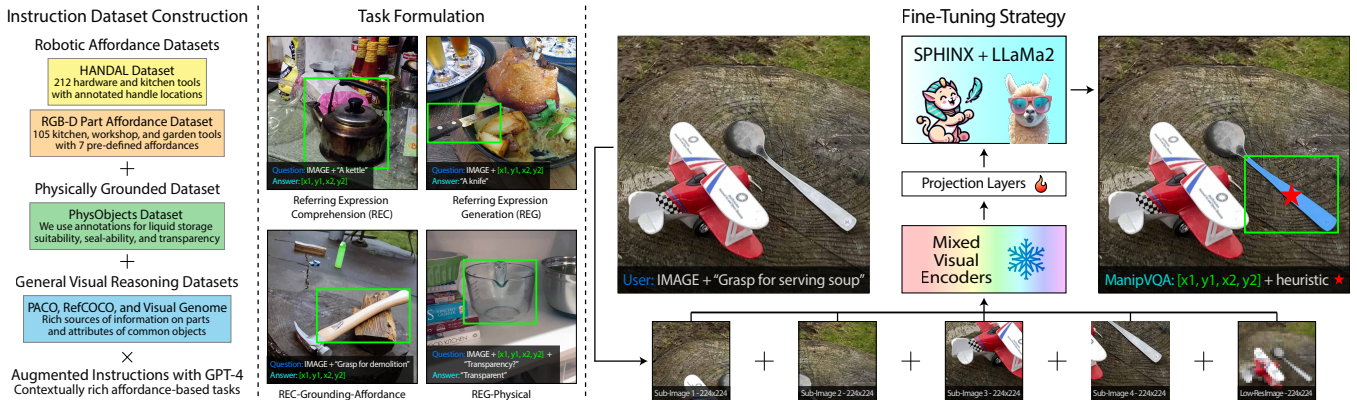 Instruction Dataset Construction
Robotic Affordance Datasets
HANDAL Dataset
212 hardware and kitchen tools
with annotated handle locations
RGB-D Part Affordance Dataset
105 kitchen, workshop, and garden tools
with 7 pre-defined affordances
+
Physically Grounded Dataset
PhysObjects Dataset
We use annotations for liquid storage
suitability, seal-ability, and transparency
+
General Visual Reasoning Datasets
PACO, RefCOCO, and Visual Genome
Rich sources of information on parts
and attributes of common objects
×
Augmented Instructions with GPT-4
Contextually rich affordance-based tasks
Task Formulation
Question: IMAGE + "A kettle"
Answer: [x1, y1, x2, y2]
Referring Expression
Comprehension (REC)
Question: IMAGE + [x1, y1, x2, y2]
Answer: "A knife"
Referring Expression
Generation (REG)
Question: IMAGE + "Grasp for demolition"
Answer: [x1, y1, x2, y2]
REC-Grounding-Affordance
Question: IMAGE + [x1, y1, x2, y2] +
"Transparency?"
Answer: "Transparent"
REG-Physical
Fine-Tuning Strategy
User: IMAGE + "Grasp for serving soup"
SPHINX + LLaMa2
Projection Layers
Mixed
Visual
Encoders
ManipVQA: [x1, y1, x2, y2] + heuristic
Sub-Image 1 - 224x224
+
Sub-Image 2 - 224x224
+
Sub-Image 3 - 224x224
+
Sub-Image 4 - 224x224
+
Low-ResImage - 224x224